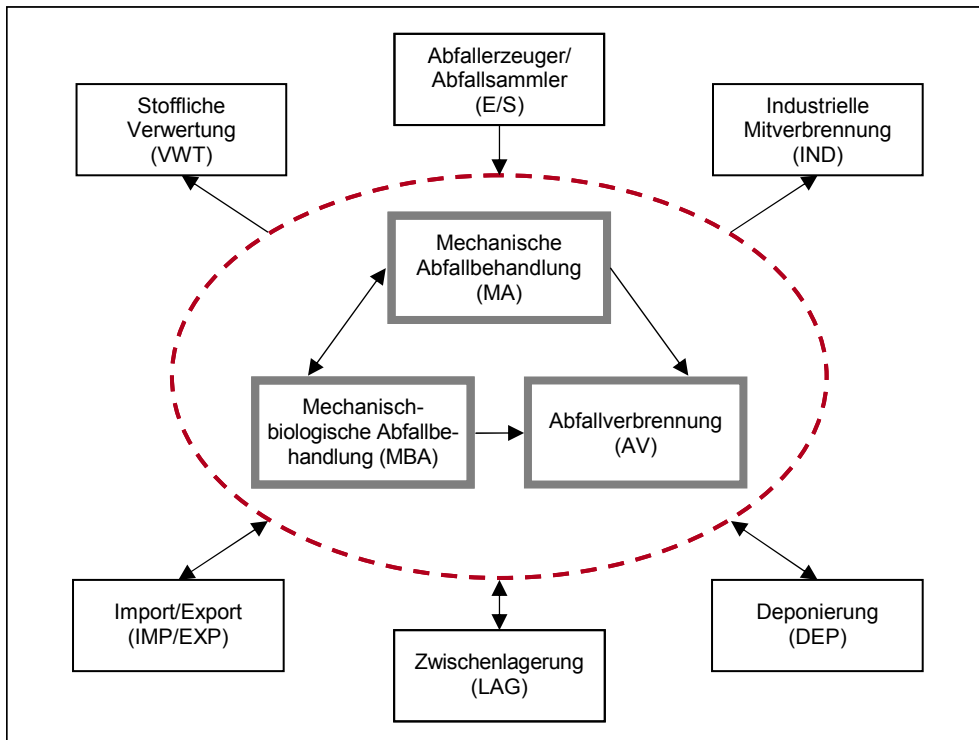 Abfallerzeuger/
Abfallsammler
(E/S)
Stoffliche
Verwertung
(VWT)
Industrielle
Mitverbrennung
(IND)
Mechanische
Abfallbehandlung
(MA)
Mechanisch-
biologische Abfallbe-
handlung (MBA)
Abfallverbrennung
(AV)
Import/Export
(IMP/EXP)
Zwischenlagerung
(LAG)
Deponierung
(DEP)